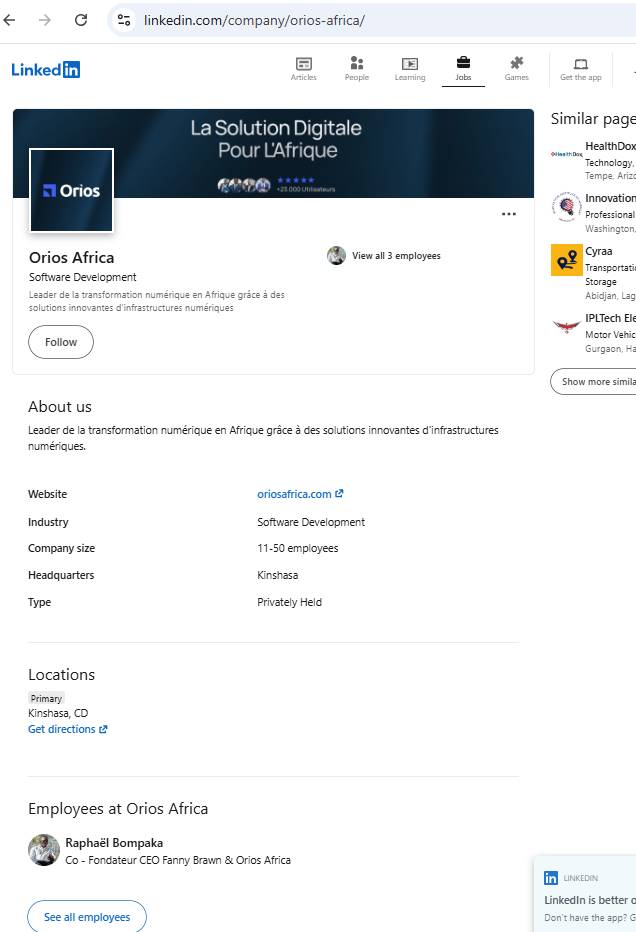 linkedin.com/company/orios-africa/
Linked in
Articles
People
Learning
Jobs
Games
Get the app
La Solution Digitale
Pour L'Afrique
+23.000 Utilisateurs
Orios
Orios Africa
Software Development
Leader de la transformation numérique en Afrique grâce à des
solutions innovantes d'infrastructures numériques
View all 3 employees
Follow
About us
Leader de la transformation numérique en Afrique grâce à des solutions innovantes d'infrastructures
numériques.
Website oriosafrica.com
Industry Software Development
Company size 11-50 employees
Headquarters Kinshasa
Type Privately Held
Locations
Primary
Kinshasa, CD
Get directions
Employees at Orios Africa
Raphaël Bompaka
Co - Fondateur CEO Fanny Brawn & Orios Africa
See all employees
Similar page
HealthDox
HealthDox
Technology,
Tempe, Arizo
Innovation
Professional
Washington,
Cyraa
Transportatio
Storage
Abidjan, Lag
IPLTech Ele
Motor Vehic
Gurgaon, Ha
Show more simila
in LINKEDIN
LinkedIn is better o
Don't have the app? G